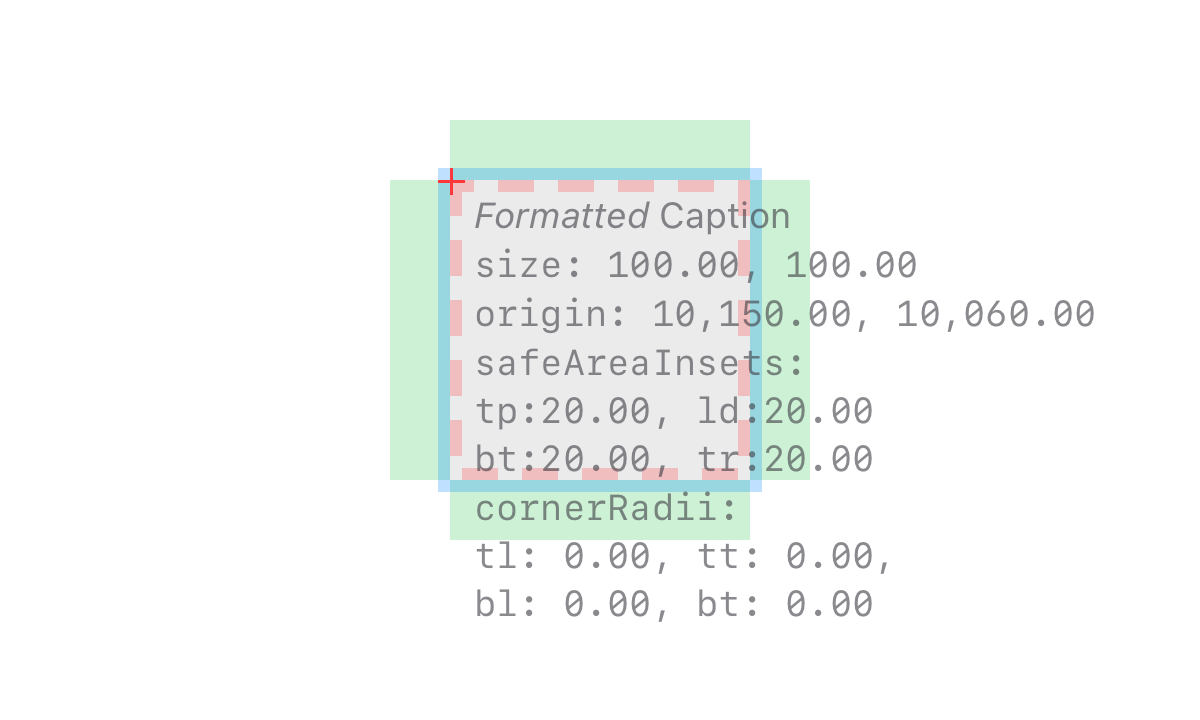 Formatted Caption
size: 100.00, 100.00
origin: 10,150.00, 10,060.00
safeAreaInsets:
tp:20.00, ld:20.00
bt:20.00, tr:20.00
cornerRadii:
tl: 0.00, tt: 0.00,
bl: 0.00, bt: 0.00